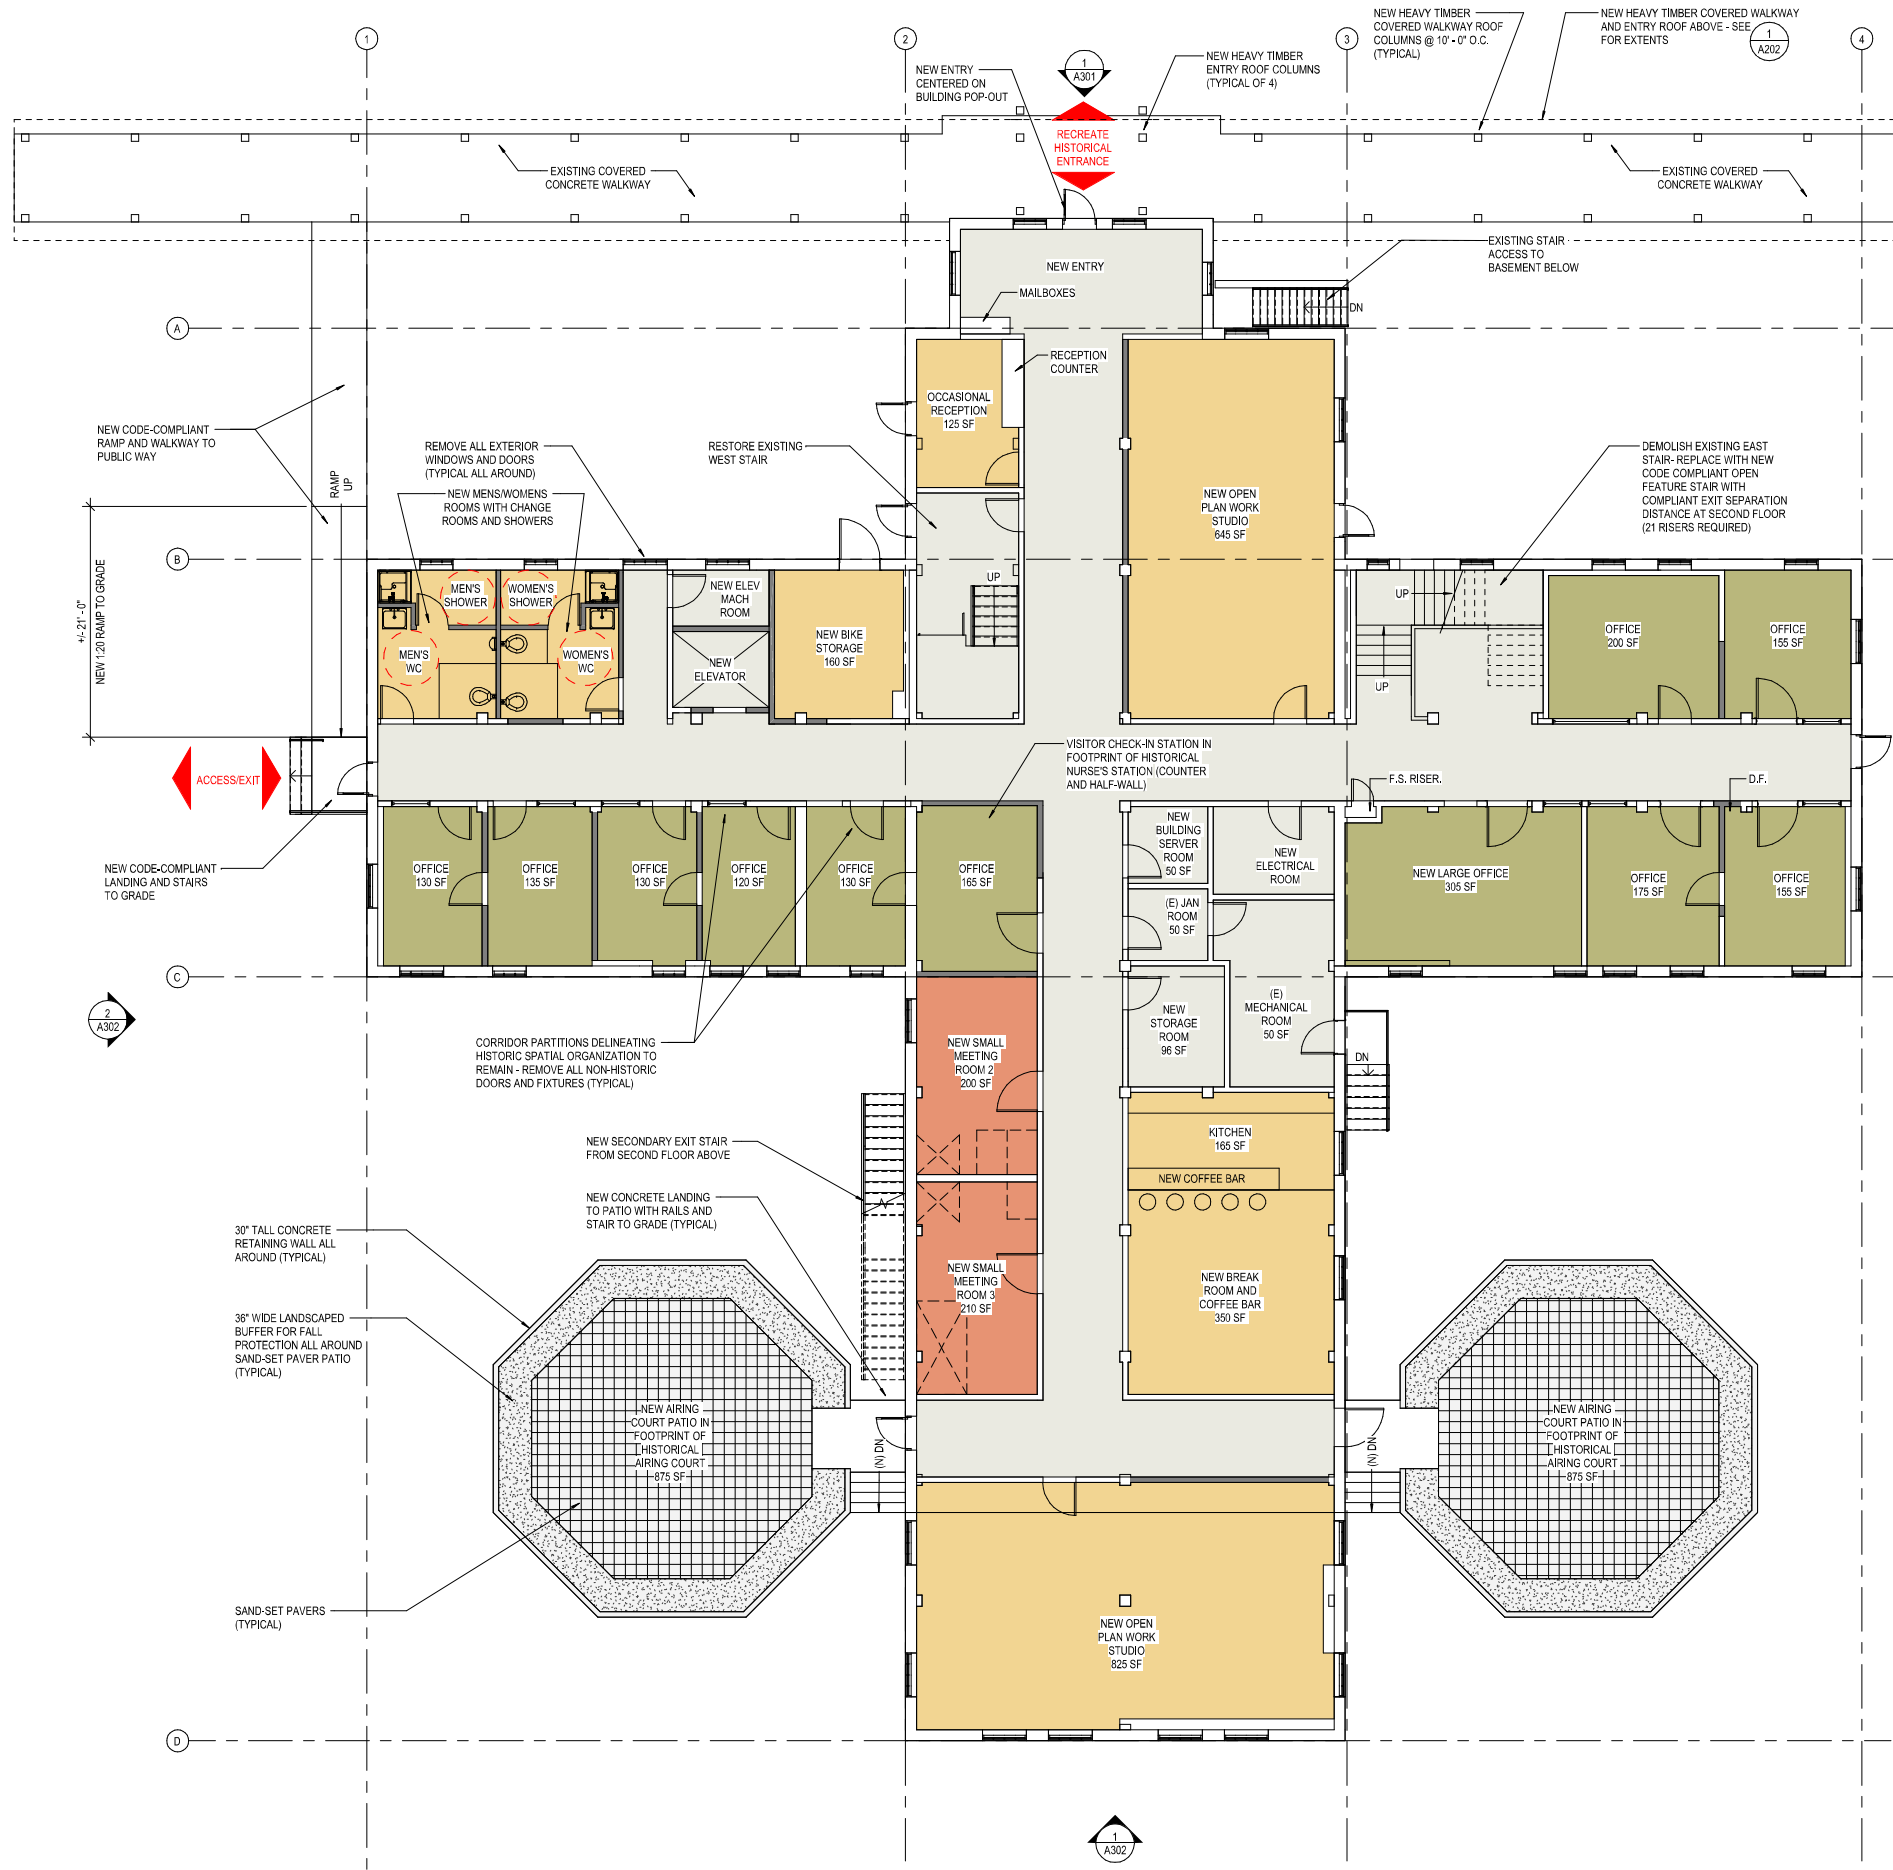 1
2
3
4
NEW HEAVY TIMBER
COVERED WALKWAY ROOF
COLUMNS @ 10' - 0" O.C.
(TYPICAL)
NEW HEAVY TIMBER COVERED WALKWAY
AND ENTRY ROOF ABOVE - SEE
FOR EXTENTS
1
A202
NEW ENTRY
CENTERED ON
BUILDING POP-OUT
1
A301
NEW HEAVY TIMBER
ENTRY ROOF COLUMNS
(TYPICAL OF 4)
RECREATE
HISTORICAL
ENTRANCE
EXISTING COVERED
CONCRETE WALKWAY
EXISTING COVERED
CONCRETE WALKWAY
NEW ENTRY
MAILBOXES
EXISTING STAIR
ACCESS TO
BASEMENT BELOW
DN
A
RECEPTION
COUNTER
OCCASIONAL
RECEPTION
125 SF
NEW CODE-COMPLIANT
RAMP AND WALKWAY TO
PUBLIC WAY
REMOVE ALL EXTERIOR
WINDOWS AND DOORS
(TYPICAL ALL AROUND)
RESTORE EXISTING
WEST STAIR
DEMOLISH EXISTING EAST
STAIR- REPLACE WITH NEW
CODE COMPLIANT OPEN
FEATURE STAIR WITH
COMPLIANT EXIT SEPARATION
DISTANCE AT SECOND FLOOR
(21 RISERS REQUIRED)
RAMP
UP
NEW MENS/WOMENS
ROOMS WITH CHANGE
ROOMS AND SHOWERS
NEW OPEN
PLAN WORK
STUDIO
645 SF
B
+/- 21' - 0"
NEW 1:20 RAMP TO GRADE
MEN'S
SHOWER
WOMEN'S
SHOWER
NEW ELEV
MACH
ROOM
UP
UP
NEW BIKE
STORAGE
160 SF
OFFICE
200 SF
OFFICE
155 SF
MEN'S
WC
WOMEN'S
WC
NEW
ELEVATOR
UP
ACCESS/EXIT
VISITOR CHECK-IN STATION IN
FOOTPRINT OF HISTORICAL
NURSE'S STATION (COUNTER
AND HALF-WALL)
F.S. RISER.
D.F.
NEW CODE-COMPLIANT
LANDING AND STAIRS
TO GRADE
OFFICE
130 SF
OFFICE
135 SF
OFFICE
130 SF
OFFICE
120 SF
OFFICE
130 SF
OFFICE
165 SF
NEW
BUILDING
SERVER
ROOM
50 SF
NEW
ELECTRICAL
ROOM
NEW LARGE OFFICE
305 SF
OFFICE
175 SF
OFFICE
155 SF
(E) JAN
ROOM
50 SF
C
2
A302
NEW
STORAGE
ROOM
96 SF
(E)
MECHANICAL
ROOM
50 SF
CORRIDOR PARTITIONS DELINEATING
HISTORIC SPATIAL ORGANIZATION TO
REMAIN - REMOVE ALL NON-HISTORIC
DOORS AND FIXTURES (TYPICAL)
NEW SMALL
MEETING
ROOM 2
200 SF
DN
NEW SECONDARY EXIT STAIR
FROM SECOND FLOOR ABOVE
KITCHEN
165 SF
NEW COFFEE BAR
NEW CONCRETE LANDING
TO PATIO WITH RAILS AND
STAIR TO GRADE (TYPICAL)
30" TALL CONCRETE
RETAINING WALL ALL
AROUND (TYPICAL)
NEW SMALL
MEETING
ROOM 3
210 SF
NEW BREAK
ROOM AND
COFFEE BAR
350 SF
36" WIDE LANDSCAPED
BUFFER FOR FALL
PROTECTION ALL AROUND
SAND-SET PAVER PATIO
(TYPICAL)
NEW AIRING
COURT PATIO IN
FOOTPRINT OF
HISTORICAL
AIRING COURT
875 SF
(N) DN
(N) DN
NEW AIRING
COURT PATIO IN
FOOTPRINT OF
HISTORICAL
AIRING COURT
875 SF
SAND-SET PAVERS
(TYPICAL)
NEW OPEN
PLAN WORK
STUDIO
825 SF
D
1
A302